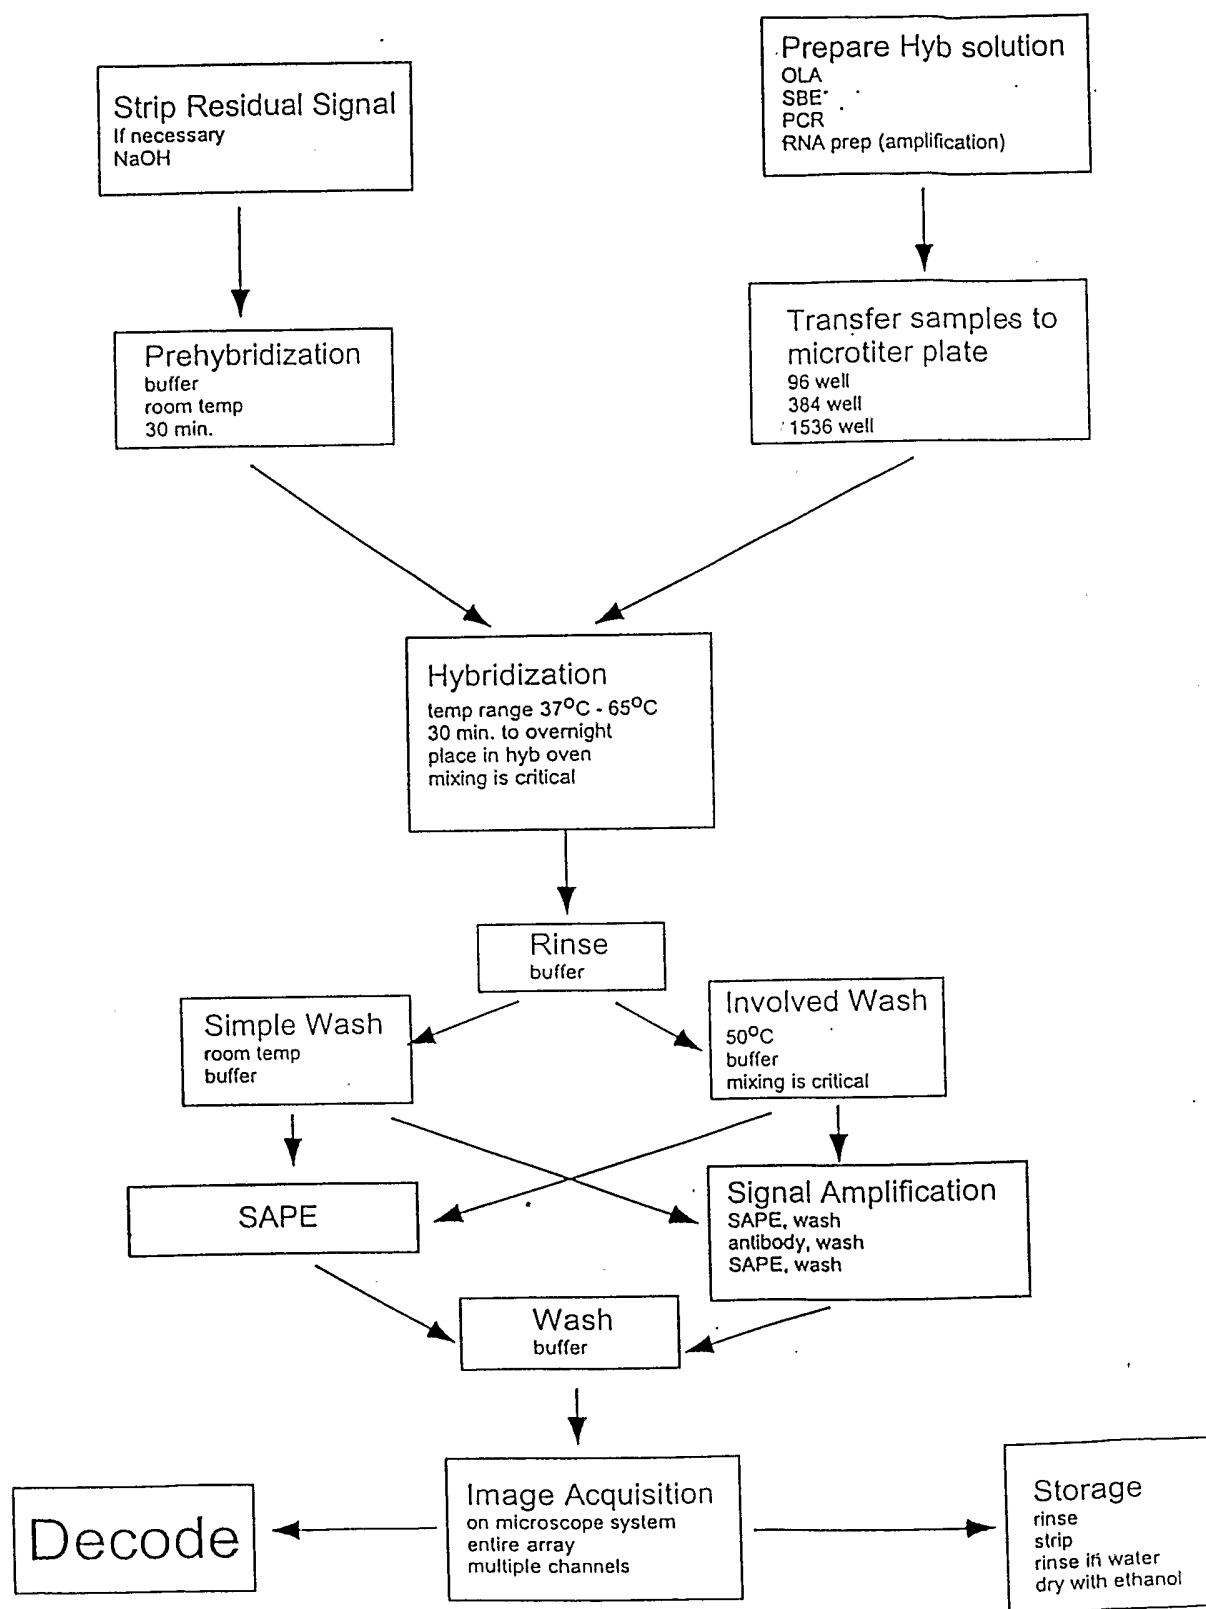 Strip Residual Signal
If necessary
NaOH
Prepare Hyb solution
OLA
SBE
PCR
RNA prep (amplification)
Prehybridization
buffer
room temp
30 min.
Transfer samples to
microtiter plate
96 well
384 well
1536 well
Hybridization
temp range 37°C - 65°C
30 min. to overnight
place in hyb oven
mixing is critical
Rinse
buffer
Simple Wash
room temp
buffer
Involved Wash
50°C
buffer
mixing is critical
SAPE
Signal Amplification
SAPE, wash
antibody, wash
SAPE, wash
Wash
buffer
Decode
Image Acquisition
on microscope system
entire array
multiple channels
Storage
rinse
strip
rinse in water
dry with ethanol